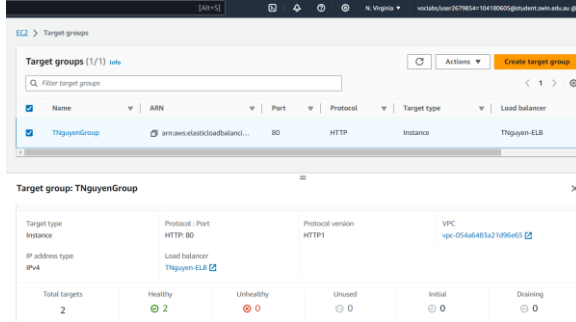 [Alt+S]
N. Virginia
voclabs/user2679854=104180605@student.swin.edu.au @
EC2 > Target groups
Target groups (1/1) Info
Actions
Create target group
Filter target groups
1
Name ARN Port Protocol Target type Load balancer
TNguyenGroup arn:aws:elasticloadbalanci... 80 HTTP Instance TNguyen-ELB
Target group: TNguyenGroup
Target type Protocol : Port Protocol version VPC
Instance HTTP: 80 HTTP1 vpc-054a6483a21d96e65
IP address type Load balancer
IPv4 TNguyen-ELB
Total targets Healthy Unhealthy Unused Initial Draining
2 2 0 0 0 0